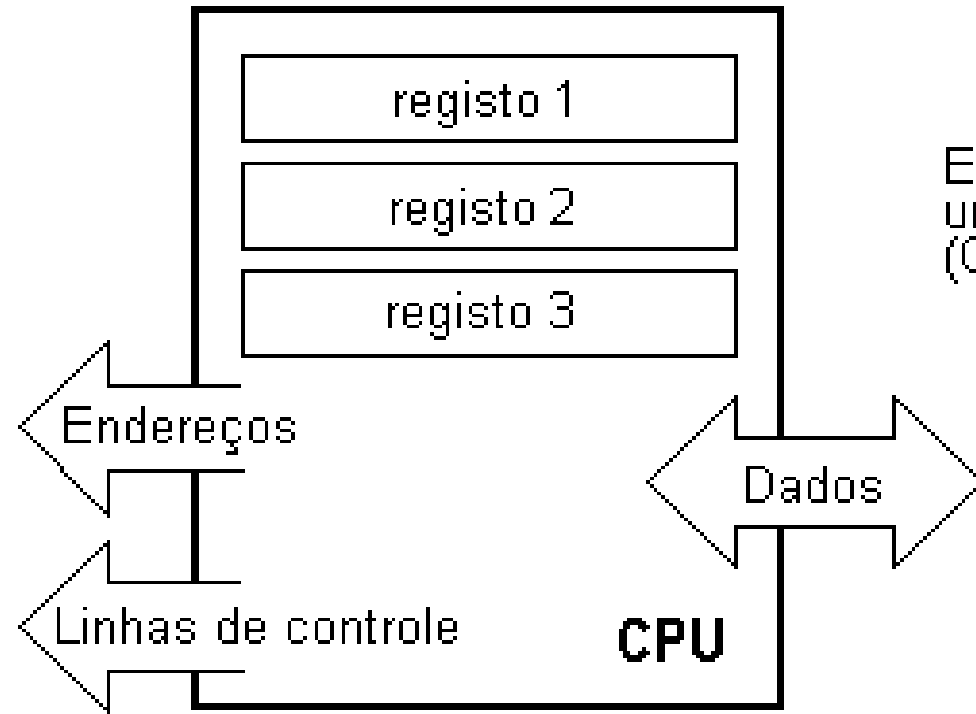 registo 1
registo 2
registo 3
Endereços
Dados
Linhas de controle
CPU